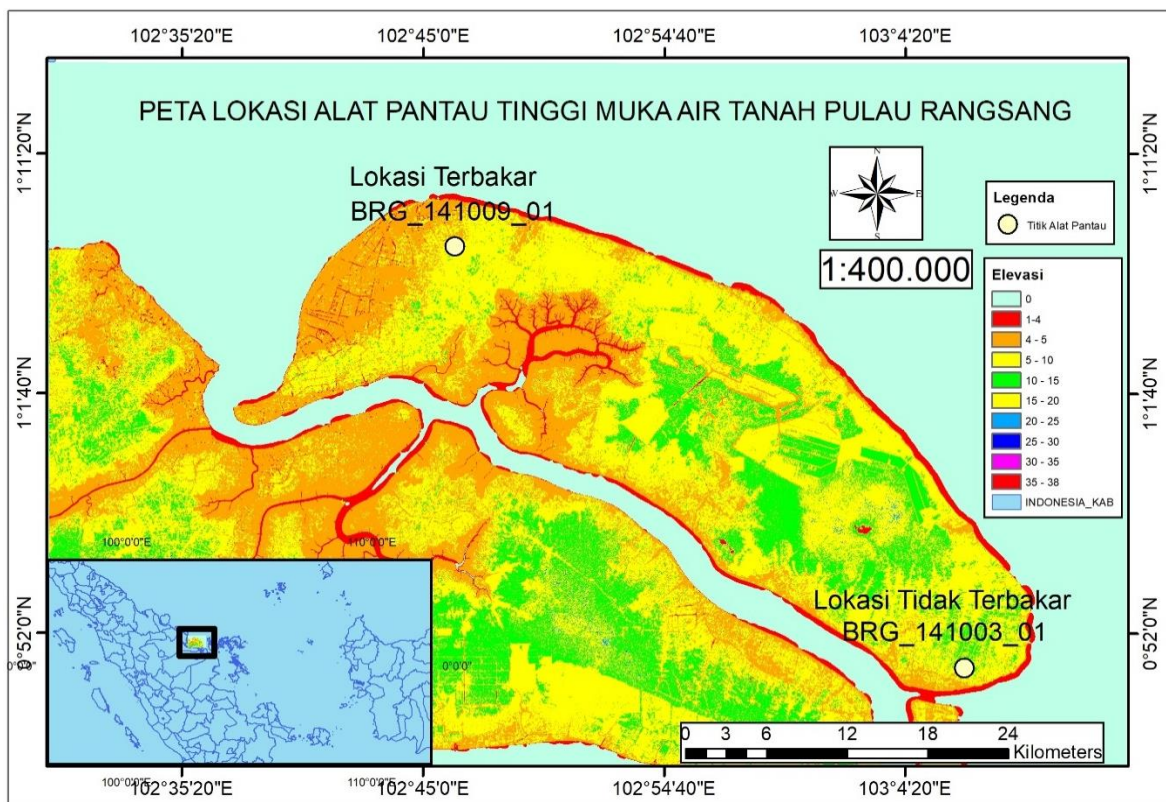 102°35'20"E 102°45'0"E 102°54'40"E 103°4'20"E
PETA LOKASI ALAT PANTAU TINGGI MUKA AIR TANAH PULAU RANGSANG
1°11'20"N
1°11'20"N
N
W E
S
Lokasi Terbakar
BRG_141009_01
Legenda
Titik Alat Pantau
1:400.000
Elevasi
0
1-4
4 - 5
5 - 10
10 - 15
15 - 20
20 - 25
25 - 30
30 - 35
35 - 38
INDONESIA_KAB
1°1'40"N
1°1'40"N
100°0'0"E 110°0'0"E
Lokasi Tidak Terbakar
BRG_141003_01
0°52'0"N
0°52'0"N
0°0'0"
0 3 6 12 18 24
Kilometers
100°0'0"E 110°0'0"E
102°35'20"E 102°45'0"E 102°54'40"E 103°4'20"E